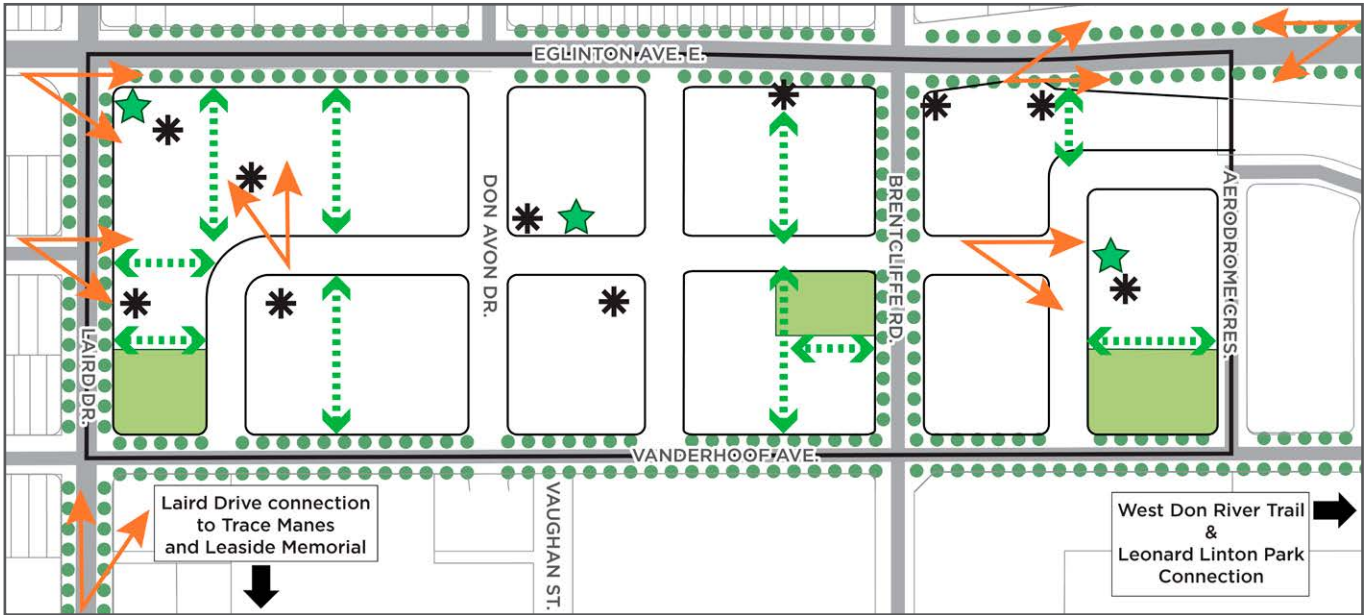 EGLINTON AVE. E.
DON AVON DR.
BRENTCLIFFE RD.
AERODROME CRES.
LAIRD DR.
VANDERHOOF AVE.
Laird Drive connection
to Trace Manes
and Leaside Memorial
VAUGHAN ST.
West Don River Trail
&
Leonard Linton Park
Connection